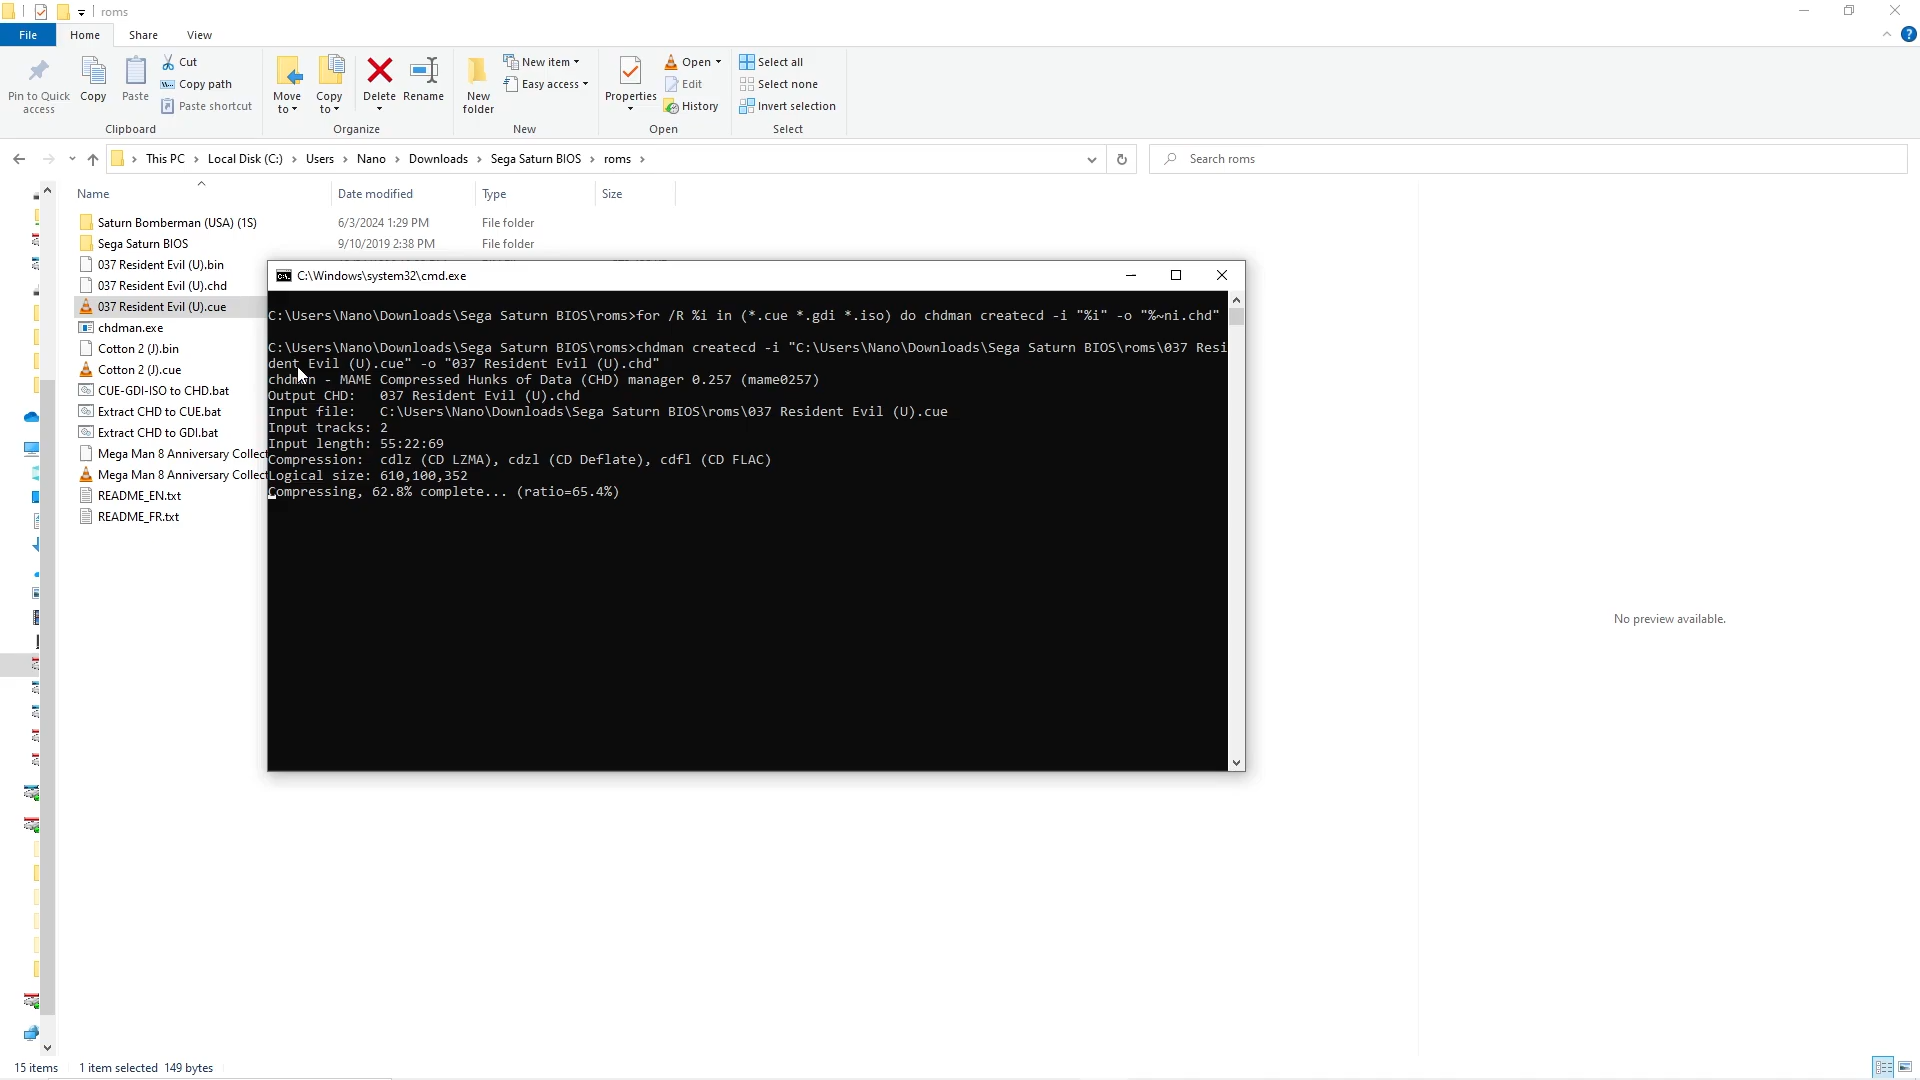 roms
File
Home
Share
View
Pin to Quick
access
Copy
Paste
Cut
Copy path
Paste shortcut
Clipboard
Move
to
Copy
to
Delete
Rename
Organize
New
folder
New item
Easy access
New
Properties
Open
Edit
History
Open
Select all
Select none
Invert selection
Select
This PC > Local Disk (C:) > Users > Nano > Downloads > Sega Saturn BIOS > roms >
Search roms
Name
Date modified
Type
Size
Saturn Bomberman (USA) (1S)
6/3/2024 1:29 PM
File folder
Sega Saturn BIOS
9/10/2019 2:38 PM
File folder
037 Resident Evil (U).bin
037 Resident Evil (U).chd
037 Resident Evil (U).cue
chdman.exe
Cotton 2 (J).bin
Cotton 2 (J).cue
CUE-GDI-ISO to CHD.bat
Extract CHD to CUE.bat
Extract CHD to GDI.bat
Mega Man 8 Anniversary Collect
Mega Man 8 Anniversary Collect
README_EN.txt
README_FR.txt
C:\Windows\system32\cmd.exe
C:\Users\Nano\Downloads\Sega Saturn BIOS\roms>for /R %i in (*.cue *.gdi *.iso) do chdman createcd -i "%i" -o "%~ni.chd"
C:\Users\Nano\Downloads\Sega Saturn BIOS\roms>chdman createcd -i "C:\Users\Nano\Downloads\Sega Saturn BIOS\roms\037 Resi
dent Evil (U).cue" -o "037 Resident Evil (U).chd"
chdman - MAME Compressed Hunks of Data (CHD) manager 0.257 (mame0257)
Output CHD:   037 Resident Evil (U).chd
Input file:   C:\Users\Nano\Downloads\Sega Saturn BIOS\roms\037 Resident Evil (U).cue
Input tracks: 2
Input length: 55:22:69
Compression:  cdlz (CD LZMA), cdzl (CD Deflate), cdfl (CD FLAC)
Logical size: 610,100,352
Compressing, 62.8% complete... (ratio=65.4%)
No preview available.
15 items
1 item selected 149 bytes